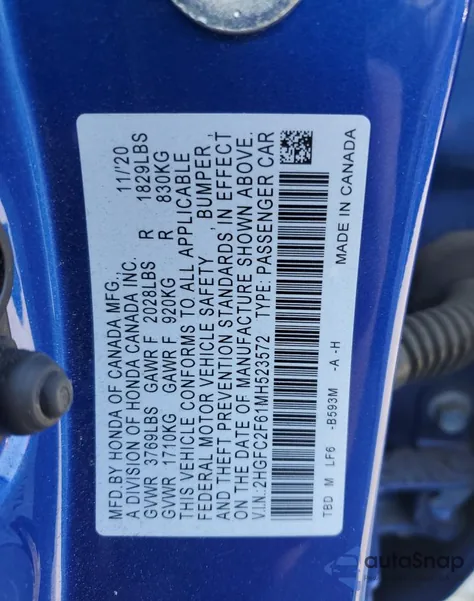 MFD.BY HONDA OF CANADA MFG., 11/20
A DIVISION OF HONDA CANADA INC.
GVWR 3769LBS GAWR F 2028LBS R 1829LBS
GVWR 1710KG GAWR F 920KG R 830KG
THIS VEHICLE CONFORMS TO ALL APPLICABLE
FEDERAL MOTOR VEHICLE SAFETY , BUMPER ,
AND THEFT PREVENTION STANDARDS IN EFFECT
ON THE DATE OF MANUFACTURE SHOWN ABOVE.
V.I.N.:2HGFC2F61MH523572 TYPE: PASSENGER CAR
TBD M LF6 -B593M -A-H MADE IN CANADA
autoSnap